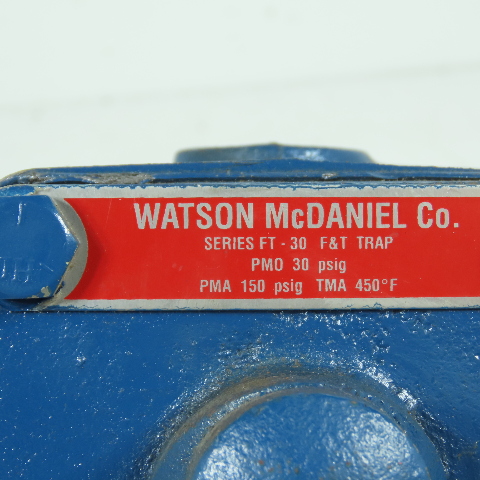 WATSON McDANIEL Co.
SERIES FT - 30 F&T TRAP
PMO 30 psig
PMA 150 psig TMA 450°F